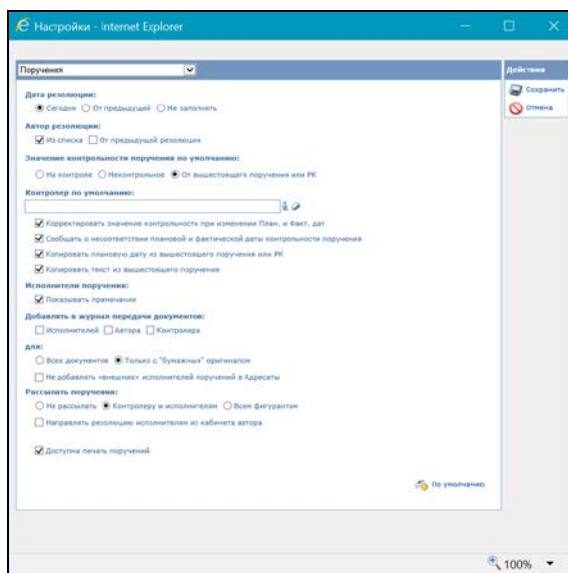 Настройки - Internet Explorer
Поручения
Действия
Сохранить
Отмена
Дата резолюции:
Сегодня От предыдущей Не заполнять
Автор резолюции:
Из списка От предыдущей резолюции
Значение контрольности поручения по умолчанию:
На контроле Неконтрольное От вышестоящего поручения или РК
Контролер по умолчанию:
Корректировать значение контрольность при изменении План. и Факт. дат
Сообщать о несоответствии плановой и фактической даты контрольности поручения
Копировать плановую дату из вышестоящего поручения или РК
Копировать текст из вышестоящего поручения
Исполнители поручения:
Показывать примечание
Добавлять в журнал передачи документов:
Исполнителей Автора Контролера
для:
Всех документов Только с "бумажных" оригиналом
Не добавлять «внешних» исполнителей поручений в Адресаты
Рассылать поручения:
Не рассылать Контролеру и исполнителям Всем фигурантам
Направлять резолюцию исполнителям из кабинета автора
Доступна печать поручений
По умолчанию
100%